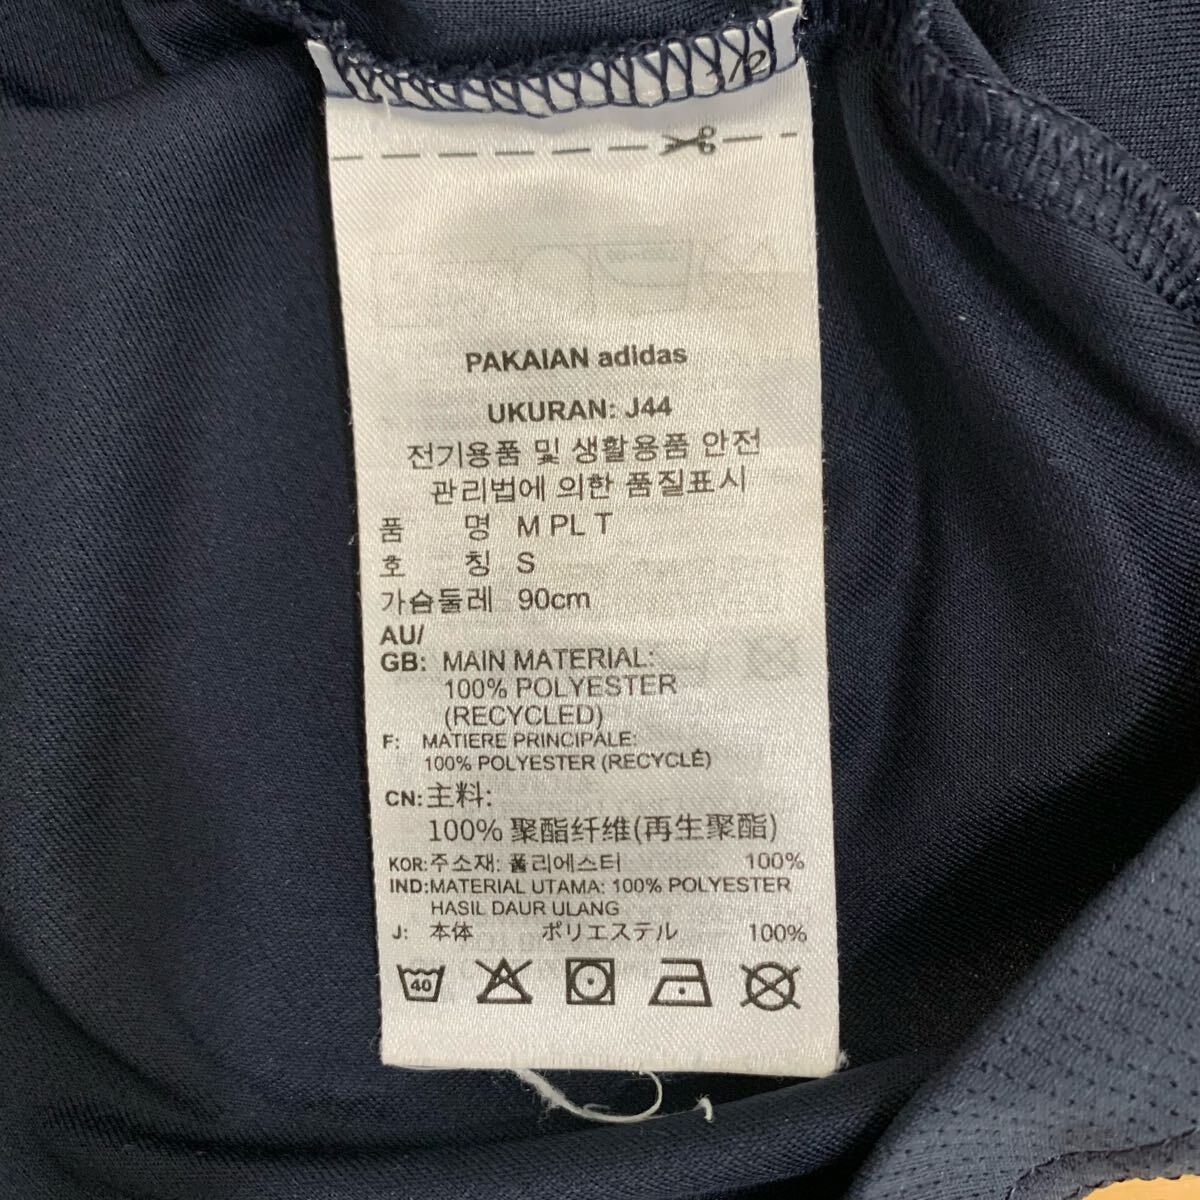 PAKAIAN adidas
UKURAN: J44
전기용품 및 생활용품 안전
관리법에 의한 품질표시
품 명 M PL T
호 칭 S
가슴둘레 90cm
AU/
GB: MAIN MATERIAL:
100% POLYESTER
(RECYCLED)
F: MATIERE PRINCIPALE:
100% POLYESTER (RECYCLÉ)
CN: 主料:
100% 聚酯纤维(再生聚酯)
KOR: 주소재: 폴리에스터 100%
IND: MATERIAL UTAMA: 100% POLYESTER
HASIL DAUR ULANG
J: 本体 ポリエステル 100%
40